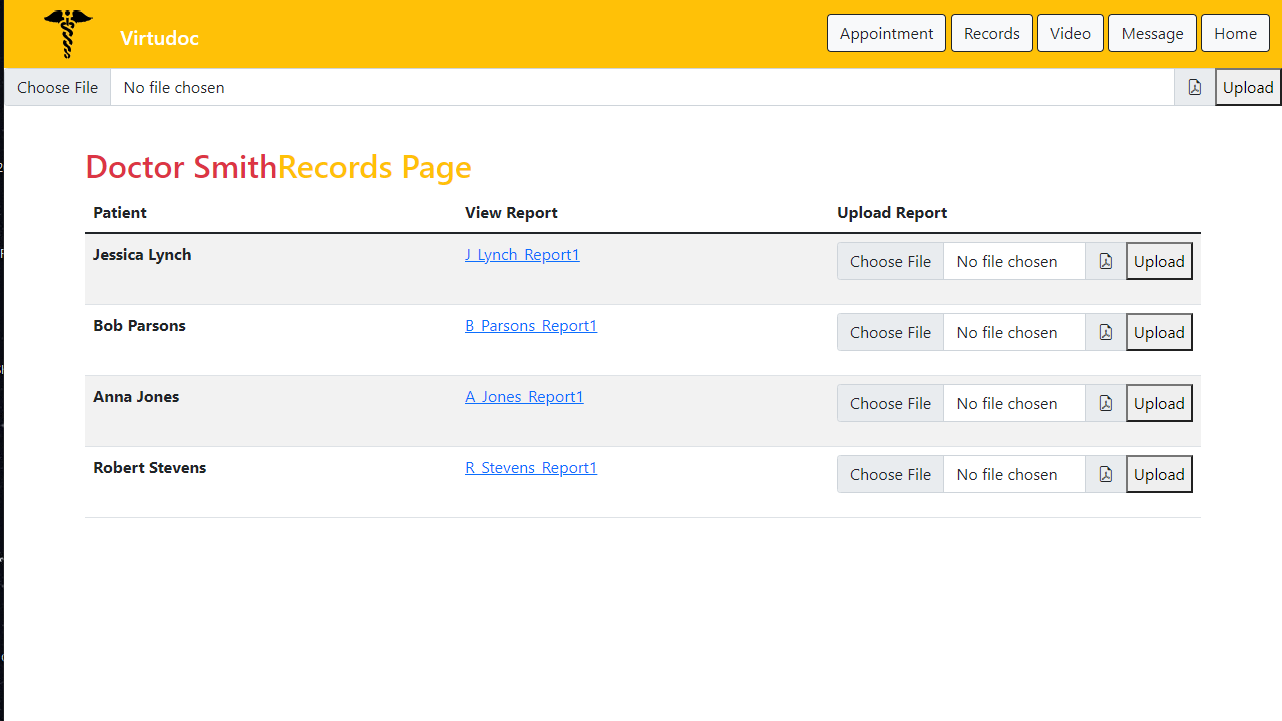 Virtudoc Appointment Records Video Message Home
Choose File No file chosen Upload
Doctor SmithRecords Page
Patient View Report Upload Report
Jessica Lynch J_Lynch_Report1 Choose File No file chosen Upload
Bob Parsons B_Parsons_Report1 Choose File No file chosen Upload
Anna Jones A_Jones_Report1 Choose File No file chosen Upload
Robert Stevens R_Stevens_Report1 Choose File No file chosen Upload